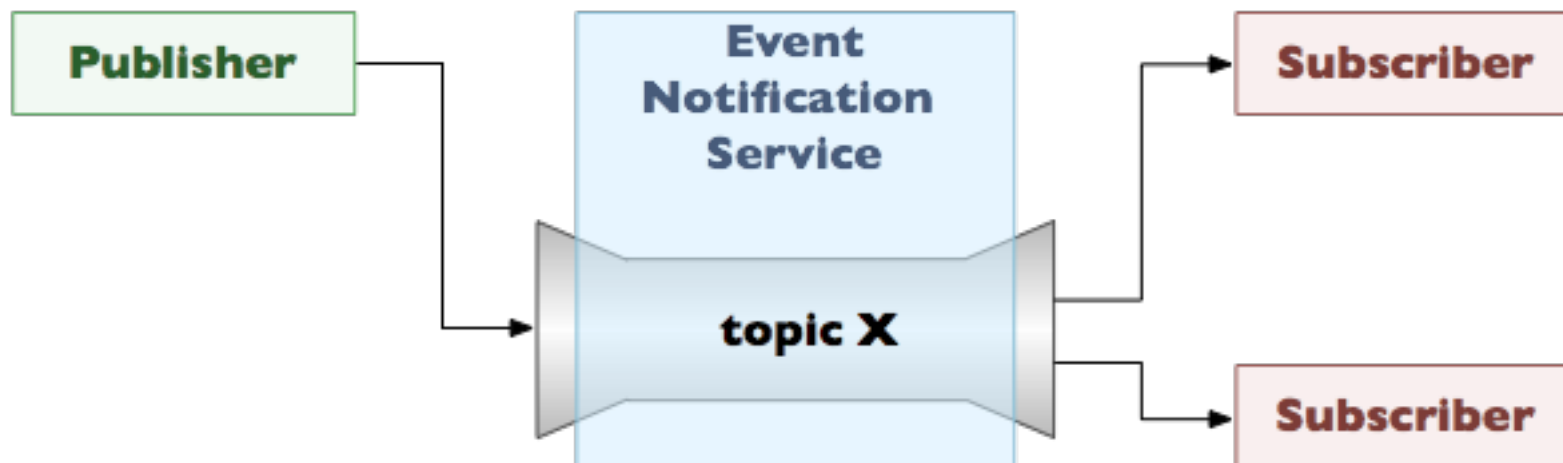 Publisher
Event
Notification
Service
Subscriber
topic X
Subscriber